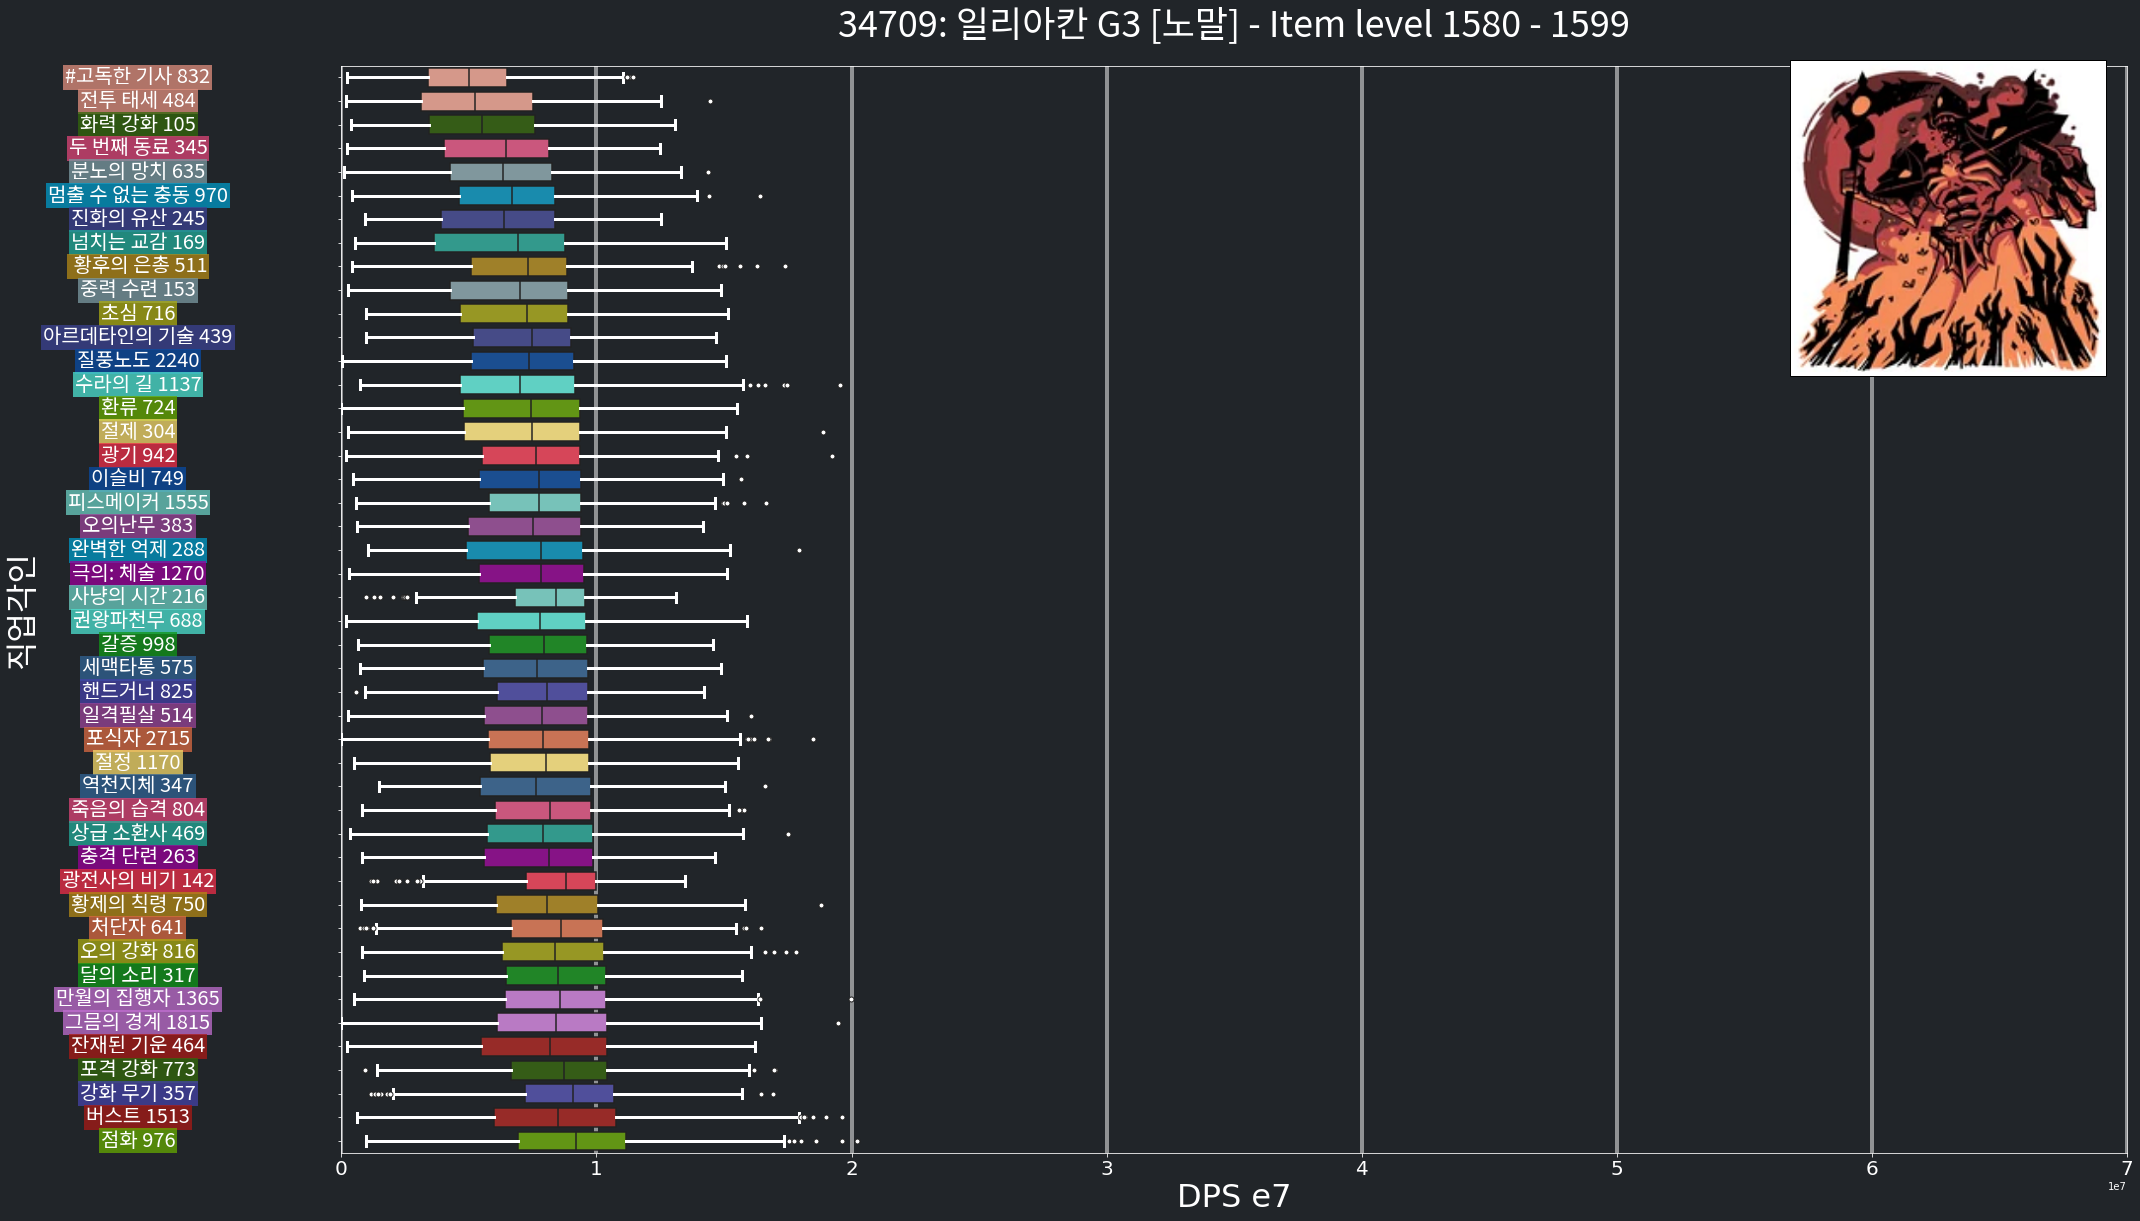 34709: 일리아칸 G3 [노말] - Item level 1580 - 1599
#고독한 기사 832
전투 태세 484
화력 강화 105
두 번째 동료 345
분노의 망치 635
멈출 수 없는 충동 970
진화의 유산 245
넘치는 교감 169
황후의 은총 511
중력 수련 153
초심 716
아르데타인의 기술 439
질풍노도 2240
수라의 길 1137
환류 724
절제 304
광기 942
이슬비 749
피스메이커 1555
오의난무 383
완벽한 억제 288
극의: 체술 1270
사냥의 시간 216
권왕파천무 688
갈증 998
세맥타통 575
핸드거너 825
일격필살 514
포식자 2715
절정 1170
역천지체 347
죽음의 습격 804
상급 소환사 469
충격 단련 263
광전사의 비기 142
황제의 칙령 750
처단자 641
오의 강화 816
달의 소리 317
만월의 집행자 1365
그믐의 경계 1815
잔재된 기운 464
포격 강화 773
강화 무기 357
버스트 1513
점화 976
직업각인
0 1 2 3 4 5 6 7
DPS e7
1e7